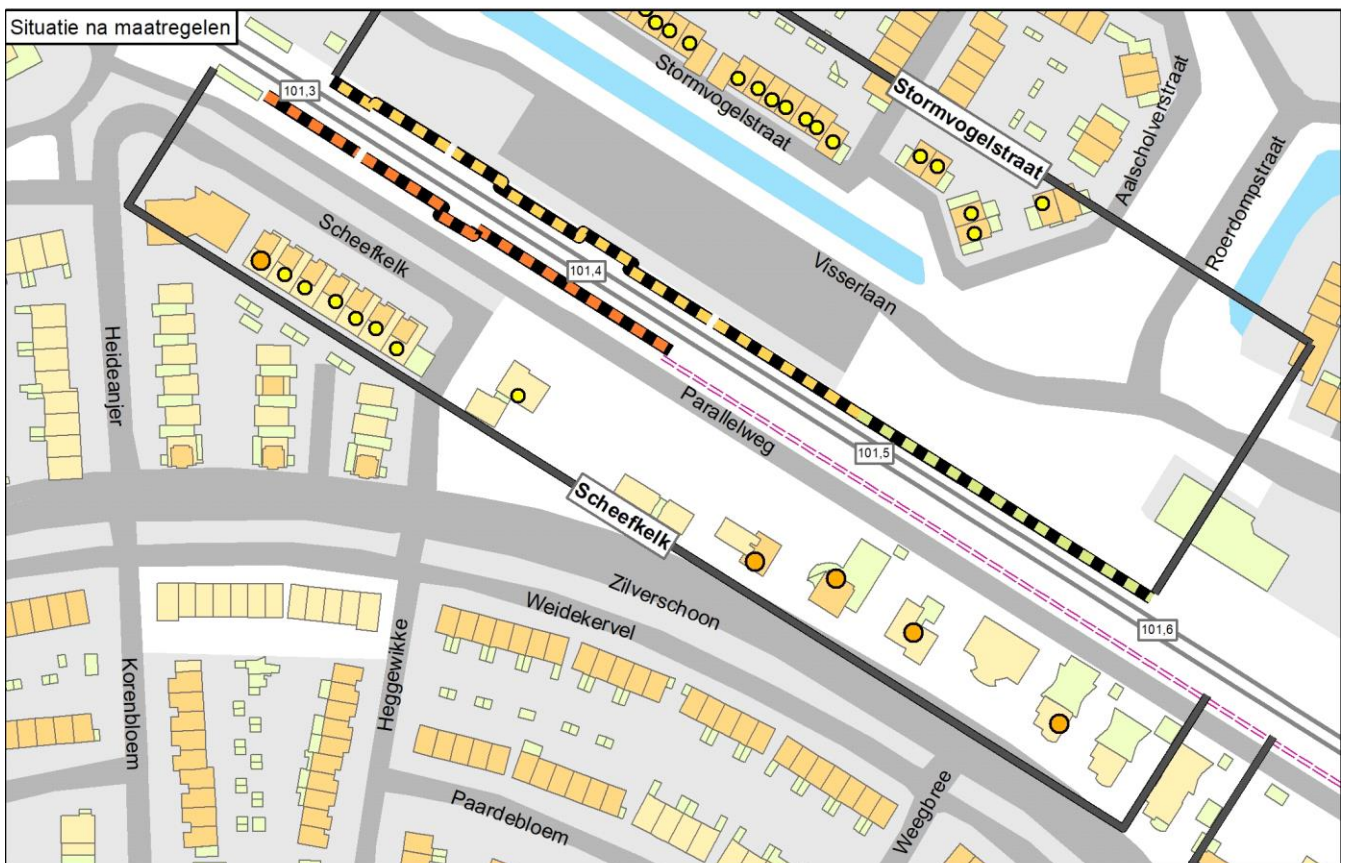 Situatie na maatregelen
101,3
Stormvogelstraat
Stormvogelstraat
Aalscholverstraat
Roerdompstraat
Scheefkelk
101,4
Visserlaan
Heideanjer
Parallelweg
101,5
Scheefkelk
Zilverschoon
Weidekervel
101,6
Korenbloem
Heggewikke
Paardebloem
Weegbree